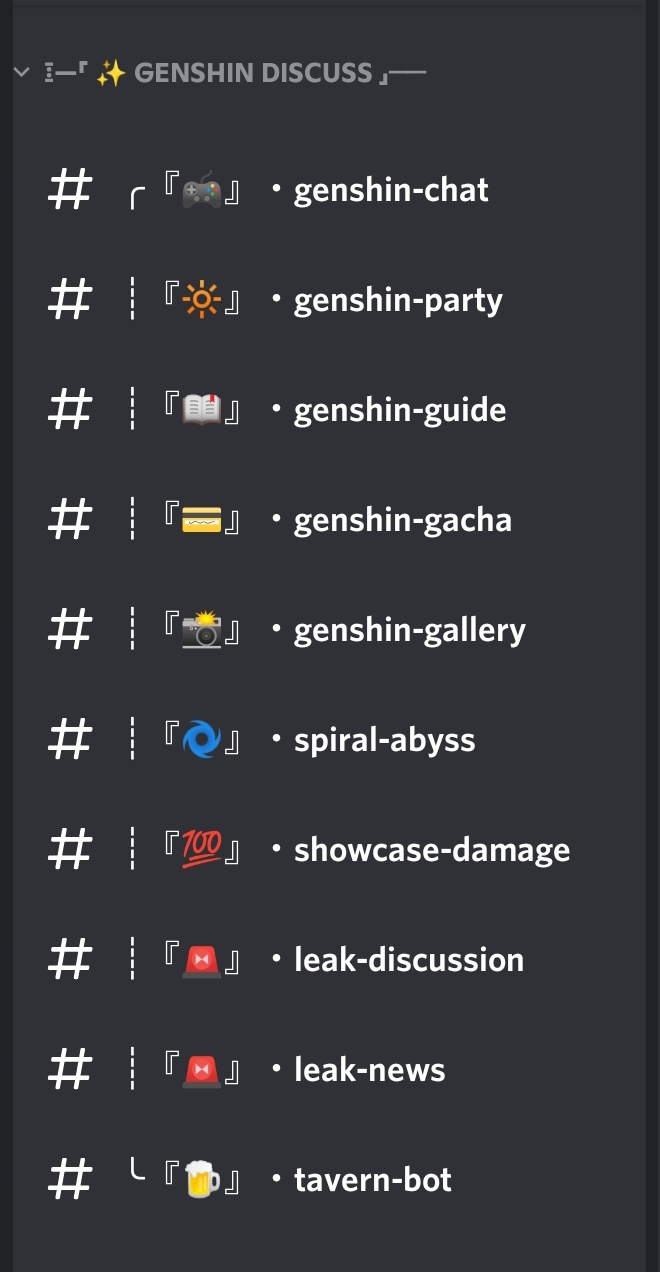 ⁝—「 ✨ GENSHIN DISCUSS 」──
# ╭『🎮』・genshin-chat
# ┊『🔆』・genshin-party
# ┊『📖』・genshin-guide
# ┊『💳』・genshin-gacha
# ┊『📸』・genshin-gallery
# ┊『🌀』・spiral-abyss
# ┊『💯』・showcase-damage
# ┊『🚨』・leak-discussion
# ┊『🚨』・leak-news
# ╰『🍺』・tavern-bot